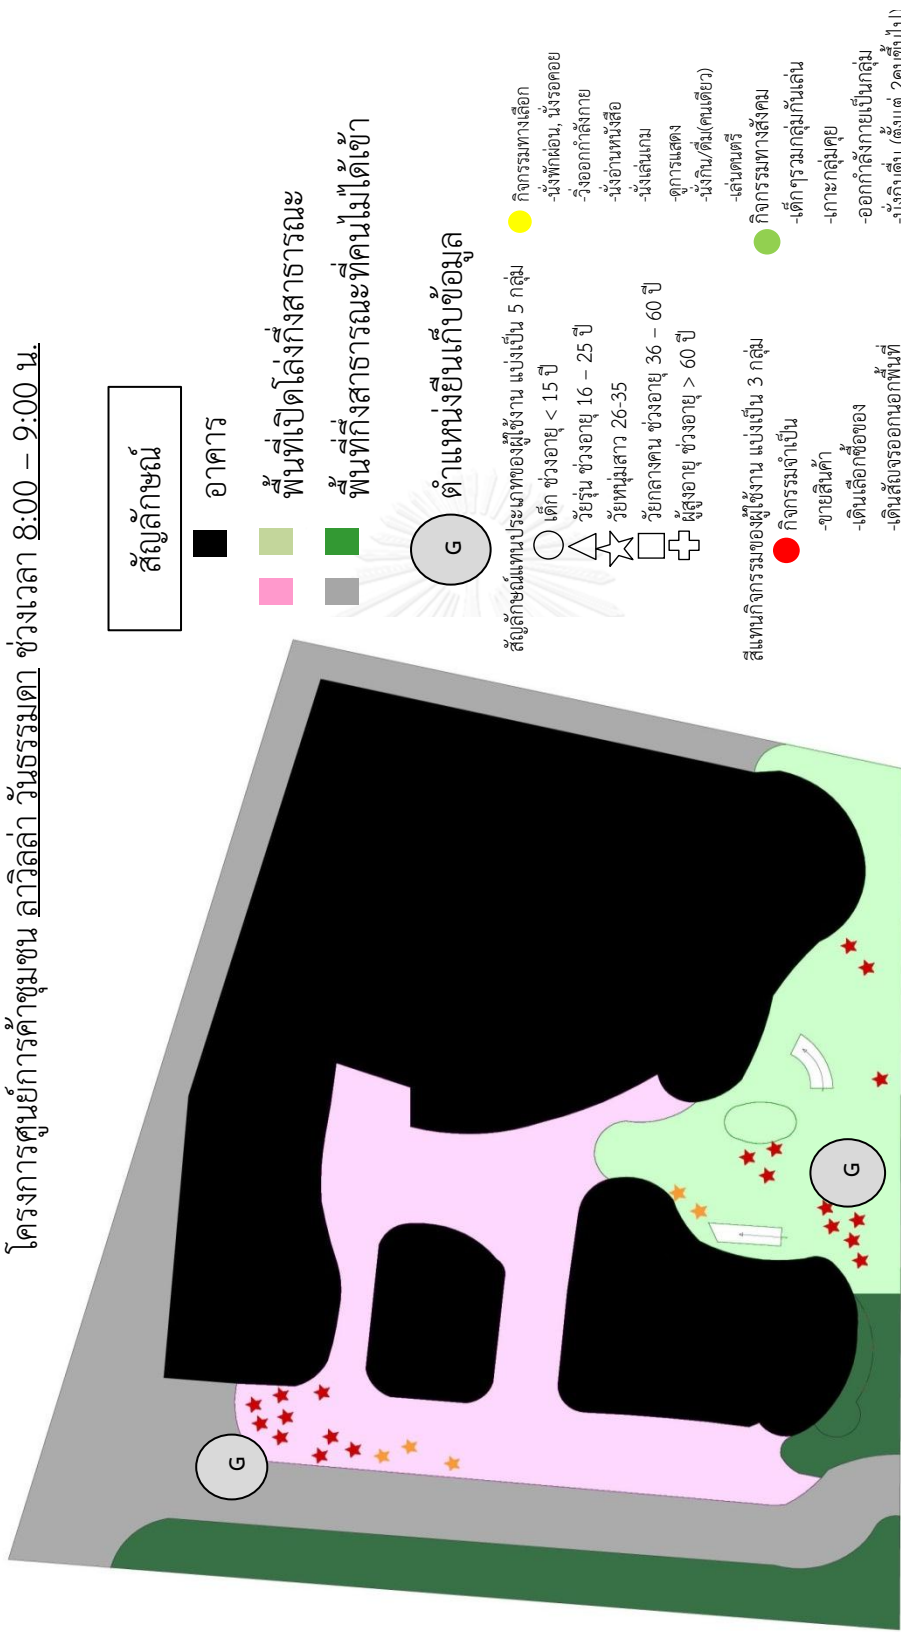 โครงการศูนย์การค้าชุมชน ลาวิลล่า วันธรรมดา ช่วงเวลา 8:00 – 9:00 น.
สัญลักษณ์
อาคาร
พื้นที่เปิดโล่งกึ่งสาธารณะ
พื้นที่กึ่งสาธารณะที่คนไม่ได้เข้า
G
ตำแหน่งยืนเก็บข้อมูล
สัญลักษณ์แทนประเภทของผู้ใช้งาน แบ่งเป็น 5 กลุ่ม
เด็ก ช่วงอายุ < 15 ปี
วัยรุ่น ช่วงอายุ 16 – 25 ปี
วัยหนุ่มสาว 26-35
วัยกลางคน ช่วงอายุ 36 – 60 ปี
ผู้สูงอายุ ช่วงอายุ > 60 ปี
สีแทนกิจกรรมของผู้ใช้งาน แบ่งเป็น 3 กลุ่ม
กิจกรรมจำเป็น
-ขายสินค้า
-เดินเลือกซื้อของ
-เดินสัญจรออกนอกพื้นที่
กิจกรรมทางเลือก
-นั่งพักผ่อน, นั่งรอคอย
-วิ่งออกกำลังกาย
-นั่งอ่านหนังสือ
-นั่งเล่นเกม
-ดูการแสดง
-นั่งกิน/ดื่ม(คนเดียว)
-เล่นดนตรี
กิจกรรมทางสังคม
-เด็กๆรวมกลุ่มกันเล่น
-เกาะกลุ่มคุย
-ออกกำลังกายเป็นกลุ่ม
-นั่งกินดื่ม (ตั้งแต่ 2คนขึ้นไป)
G
G